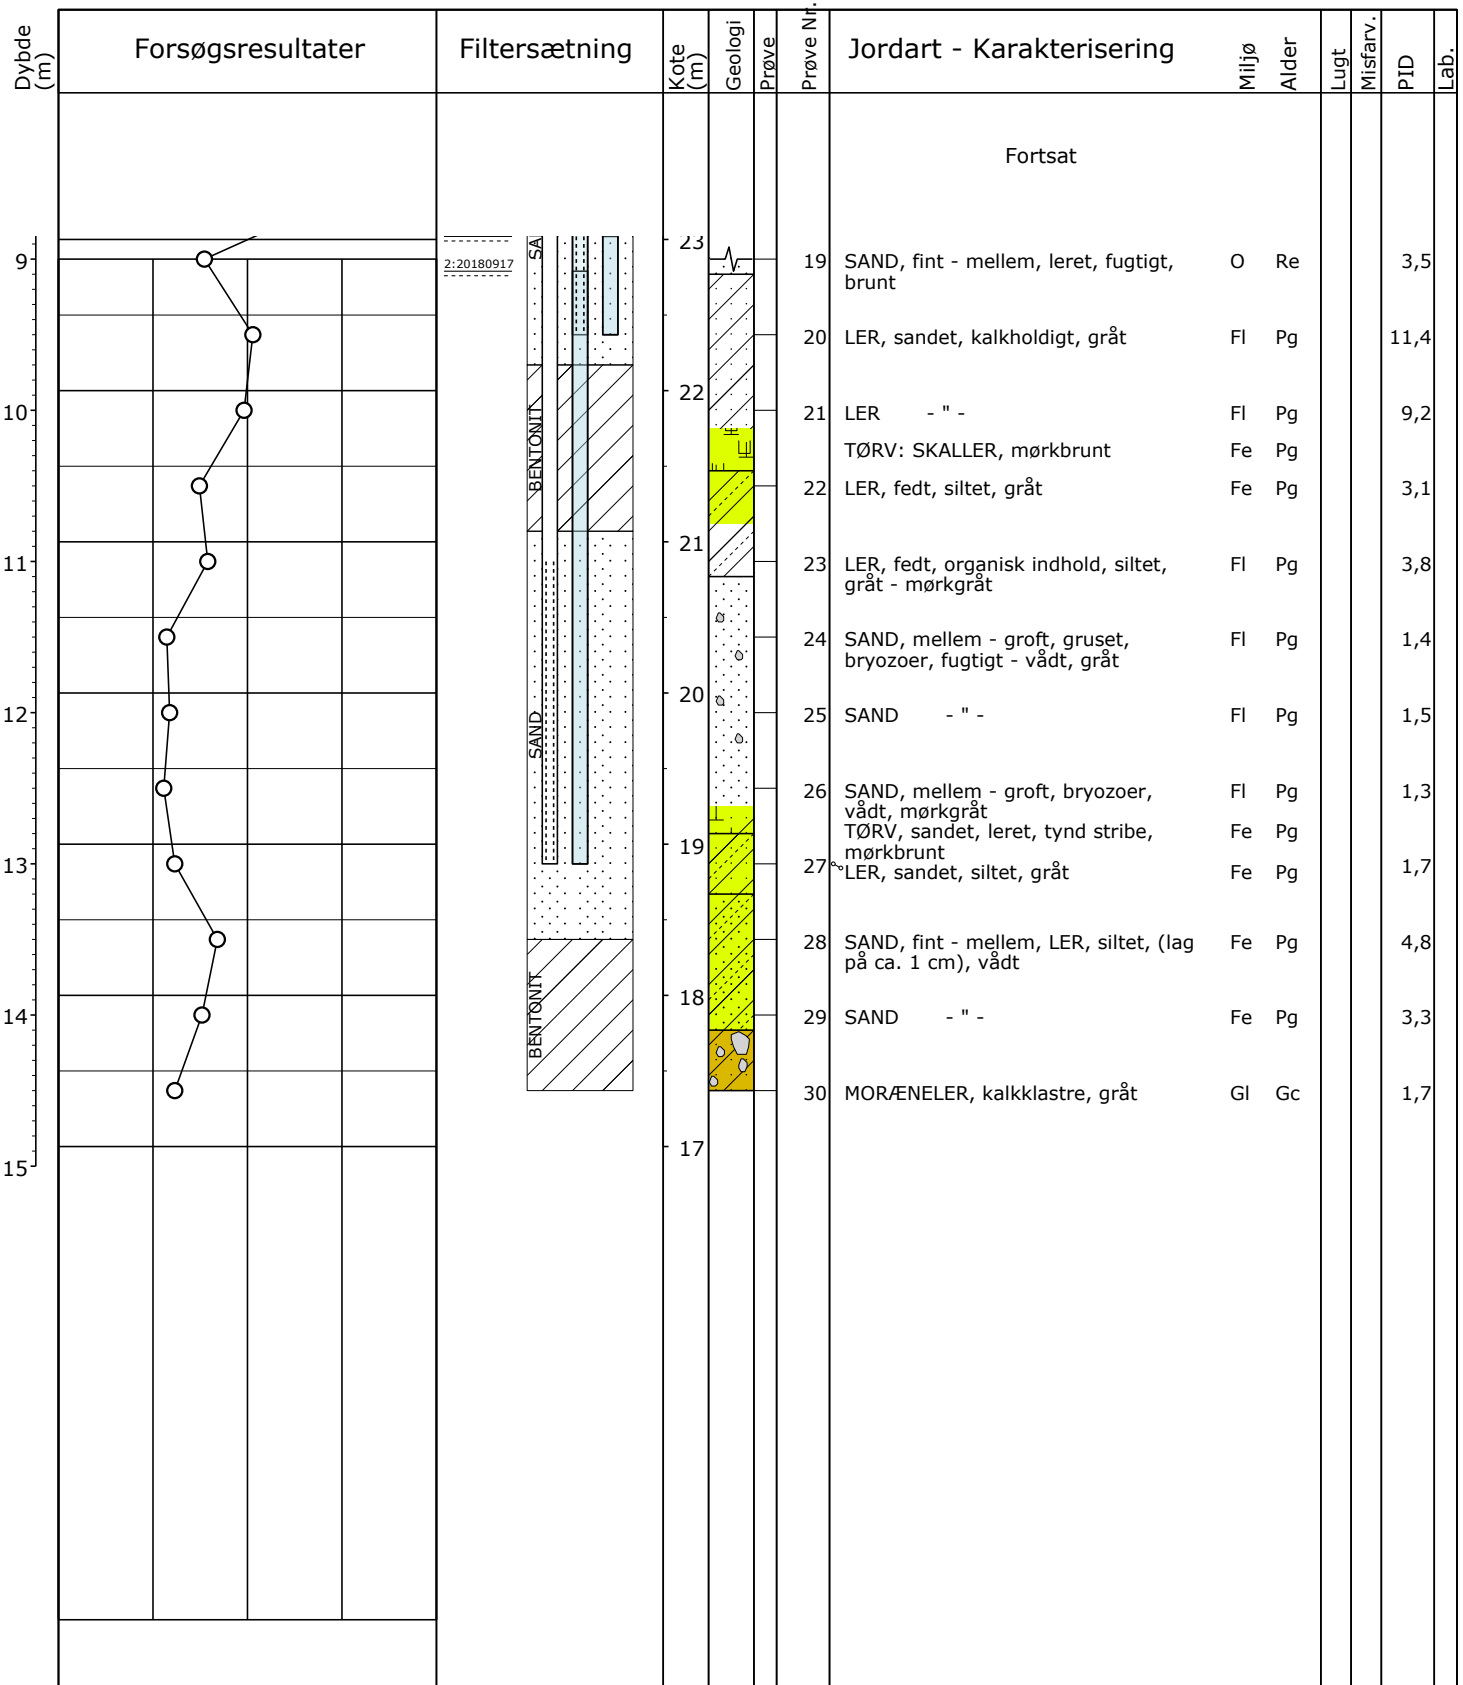 Dybde (m)
Forsøgsresultater
Filtersætning
Kote (m)
Geologi
Prøve
Prøve Nr.
Jordart - Karakterisering
Miljø
Alder
Lugt
Misfarv.
PID
Lab.
Fortsat
23
SA
2:20180917
9
19 SAND, fint - mellem, leret, fugtigt, O Re 3,5
brunt
20 LER, sandet, kalkholdigt, gråt Fl Pg 11,4
22
10
21 LER - " - Fl Pg 9,2
BENTONIT
TØRV: SKALLER, mørkbrunt Fe Pg
22 LER, fedt, siltet, gråt Fe Pg 3,1
21
11
23 LER, fedt, organisk indhold, siltet, Fl Pg 3,8
gråt - mørkgråt
24 SAND, mellem - groft, gruset, Fl Pg 1,4
bryozoer, fugtigt - vådt, gråt
20
12
25 SAND - " - Fl Pg 1,5
SAND
26 SAND, mellem - groft, bryozoer, Fl Pg 1,3
vådt, mørkgråt
TØRV, sandet, leret, tynd stribe, Fe Pg
mørkbrunt
19
13
27 LER, sandet, siltet, gråt Fe Pg 1,7
28 SAND, fint - mellem, LER, siltet, (lag Fe Pg 4,8
på ca. 1 cm), vådt
18
14
29 SAND - " - Fe Pg 3,3
BENTONIT
30 MORÆNELER, kalkklastre, gråt Gl Gc 1,7
17
15